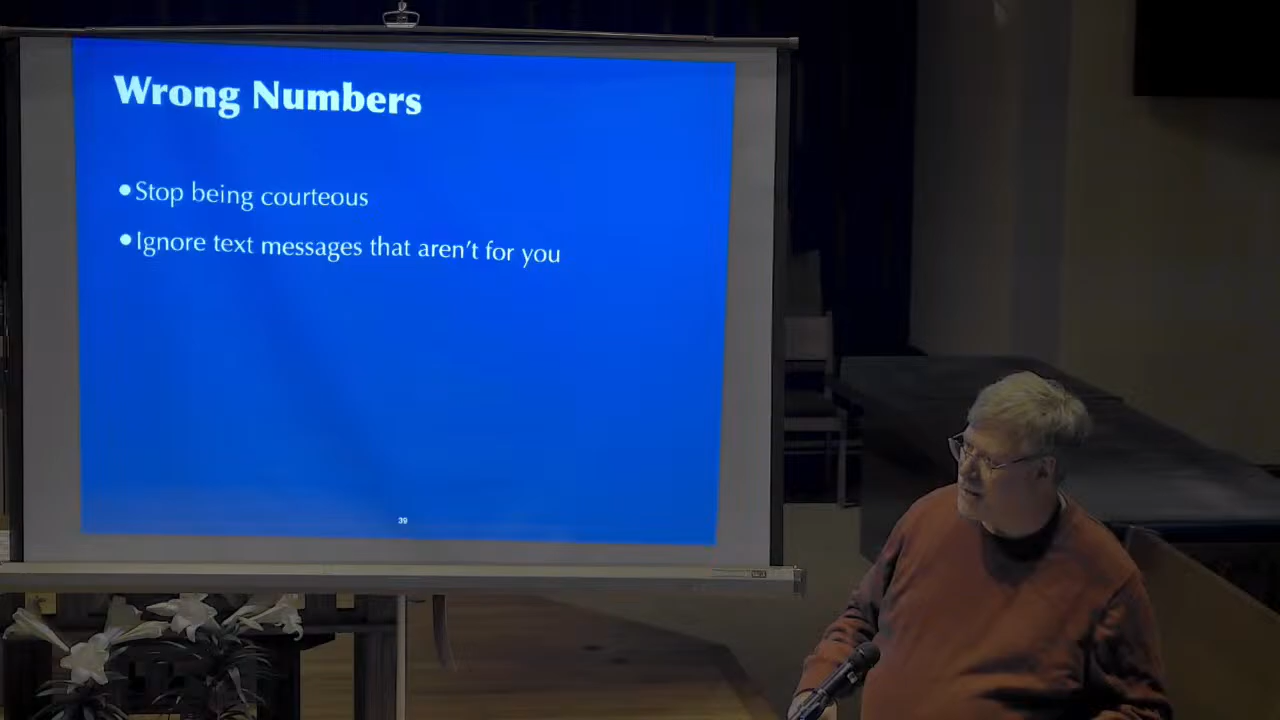 Wrong Numbers
•Stop being courteous
•Ignore text messages that aren't for you
39